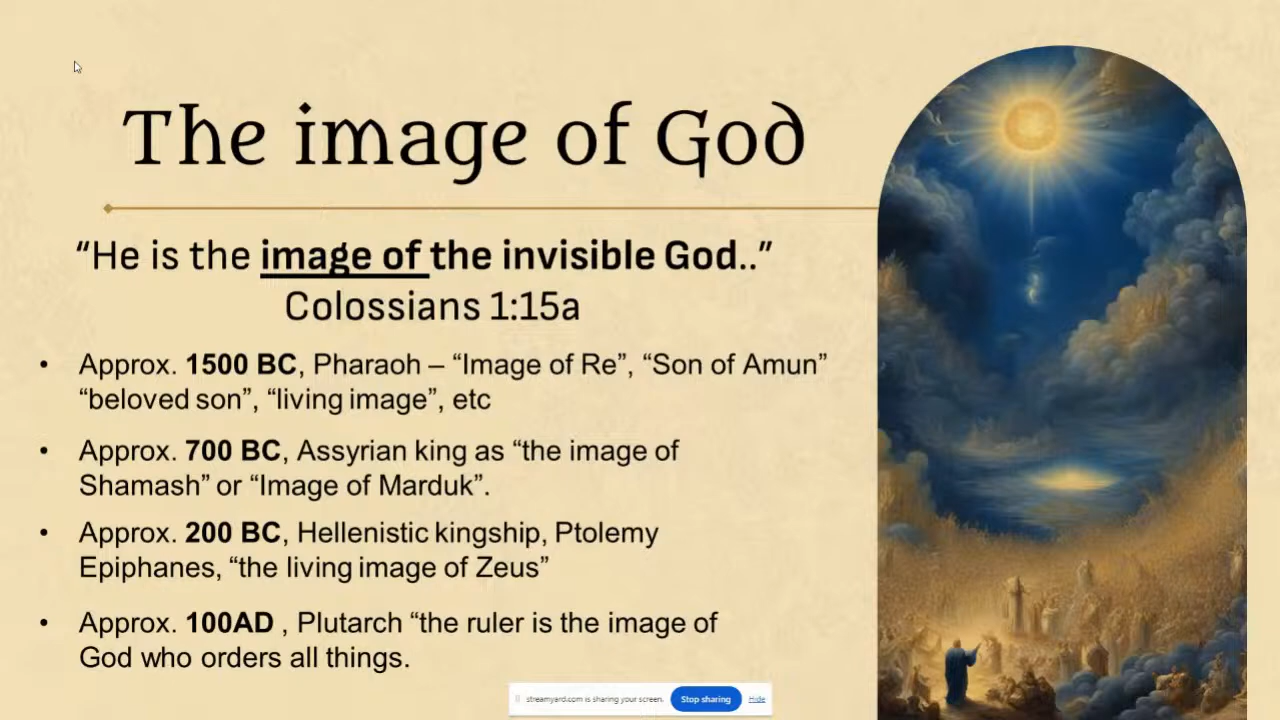 The image of God
“He is the image of the invisible God..”
Colossians 1:15a
• Approx. 1500 BC, Pharaoh – “Image of Re”, “Son of Amun”
“beloved son”, “living image”, etc
• Approx. 700 BC, Assyrian king as “the image of
Shamash” or “Image of Marduk”.
• Approx. 200 BC, Hellenistic kingship, Ptolemy
Epiphanes, “the living image of Zeus”
• Approx. 100AD , Plutarch “the ruler is the image of
God who orders all things.
streamyard.com is sharing your screen. Stop sharing Hide